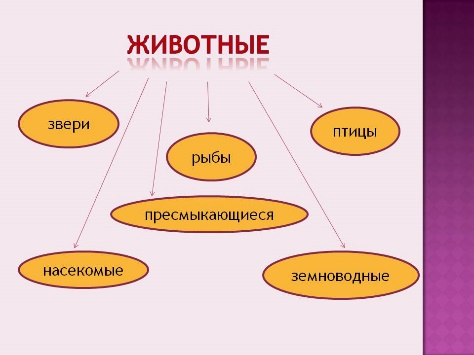 ЖИВОТНЫЕ
звери
птицы
рыбы
пресмыкающиеся
насекомые
земноводные